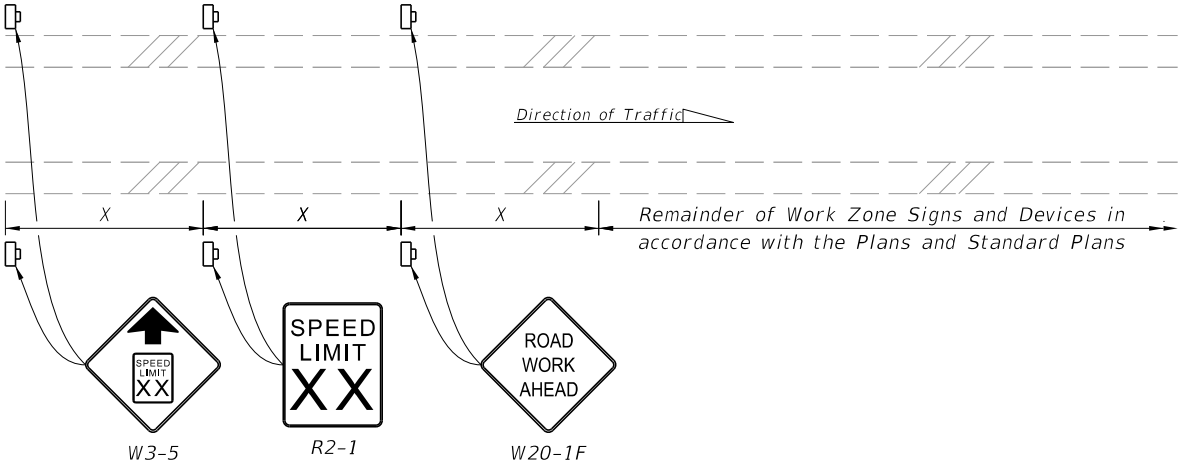 Direction of Traffic
X X X Remainder of Work Zone Signs and Devices in
accordance with the Plans and Standard Plans
SPEED
LIMIT
XX
W3-5
SPEED
LIMIT
XX
R2-1
ROAD
WORK
AHEAD
W20-1F